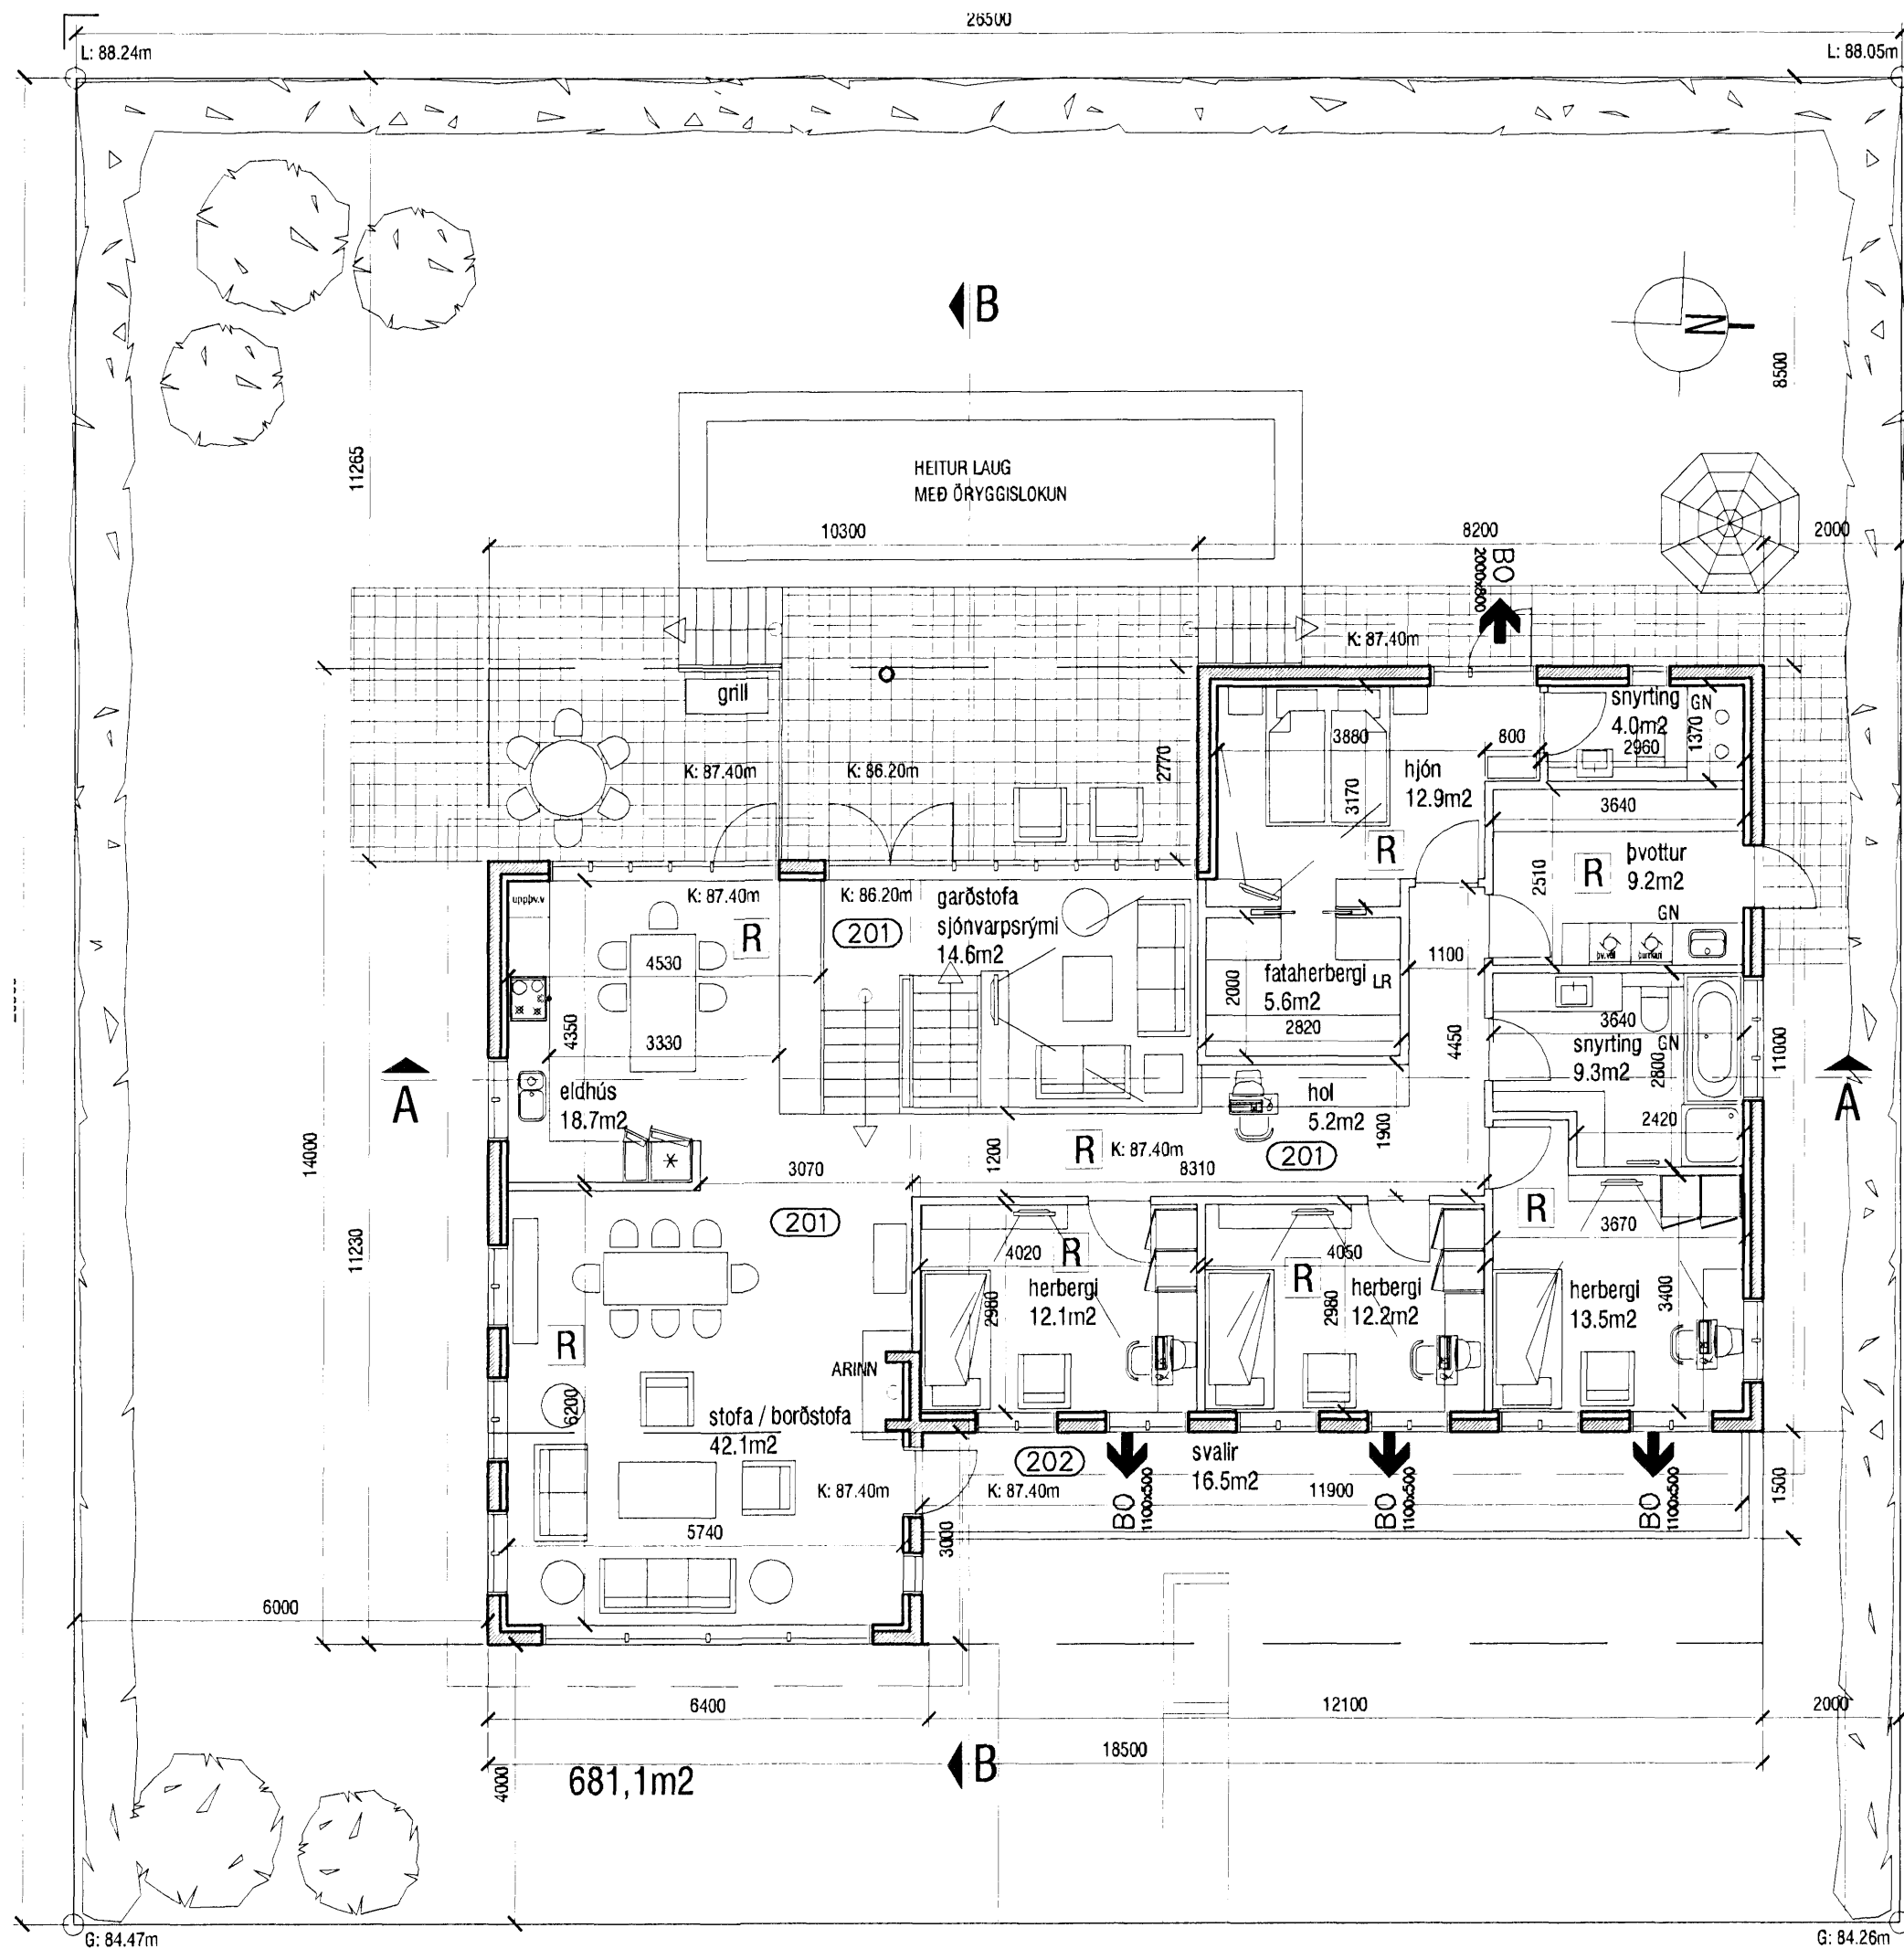 26500
L: 88.24m
L: 88.05m
B
N
8500
11265
HEITUR LAUG
MEÐ ÖRYGGISLOKUN
10300
8200
2000
BO
2000x800
K: 87.40m
grill
snyrting
4.0m2
GN
1370
2960
3880
800
K: 87.40m
K: 86.20m
2770
hjón
12.9m2
3170
3640
R
þvottur
9.2m2
R
2510
GN
uppþv.v
K: 87.40m
K: 86.20m
garðstofa
sjónvarpsrými
14.6m2
201
R
4530
fataherbergi
5.6m2
LR
1100
2000
2820
4350
3330
3640
snyrting
9.3m2
GN
2800
4450
11000
A
A
eldhús
18.7m2
hol
5.2m2
2420
14000
3070
1200
R
K: 87.40m
8310
201
1900
201
R
3670
11230
4020
R
4050
R
herbergi
12.1m2
2980
herbergi
12.2m2
2980
herbergi
13.5m2
3400
R
ARINN
6200
stofa / borðstofa
42.1m2
202
svalir
16.5m2
K: 87.40m
K: 87.40m
11900
BO
1100x500
BO
1100x500
BO
1100x500
1500
5740
3000
6000
6400
12100
2000
18500
B
4000
681,1m2
G: 84.47m
G: 84.26m